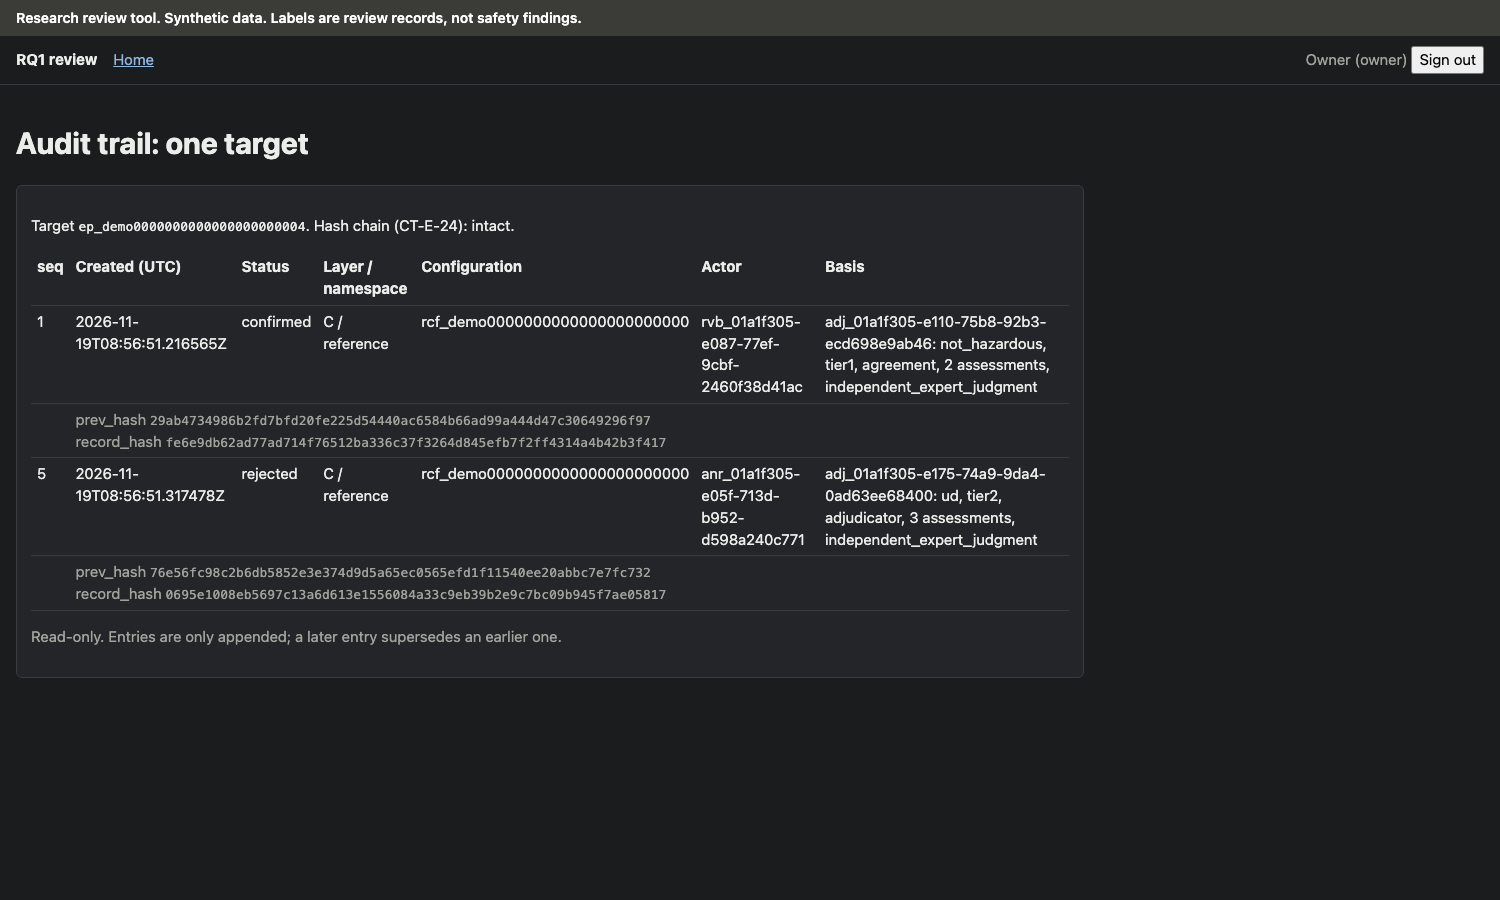 Research review tool. Synthetic data. Labels are review records, not safety findings.
RQ1 review Home Owner (owner) Sign out
Audit trail: one target
Target ep_demo0000000000000000000004. Hash chain (CT-E-24): intact.
seq Created (UTC) Status Layer / namespace Configuration Actor Basis
1 2026-11-19T08:56:51.216565Z confirmed C / reference rcf_demo0000000000000000000000 rvb_01a1f305-e087-77ef-9cbf-2460f38d41ac adj_01a1f305-e110-75b8-92b3-ecd698e9ab46: not_hazardous, tier1, agreement, 2 assessments, independent_expert_judgment
prev_hash 29ab4734986b2fd7bfd20fe225d54440ac6584b66ad99a444d47c30649296f97
record_hash fe6e9db62ad77ad714f76512ba336c37f3264d845efb7f2ff4314a4b42b3f417
5 2026-11-19T08:56:51.317478Z rejected C / reference rcf_demo0000000000000000000000 anr_01a1f305-e05f-713d-b952-d598a240c771 adj_01a1f305-e175-74a9-9da4-0ad63ee68400: ud, tier2, adjudicator, 3 assessments, independent_expert_judgment
prev_hash 76e56fc98c2b6db5852e3e374d9d5a65ec0565efd1f11540ee20abbc7e7fc732
record_hash 0695e1008eb5697c13a6d613e1556084a33c9eb39b2e9c7bc09b945f7ae05817
Read-only. Entries are only appended; a later entry supersedes an earlier one.